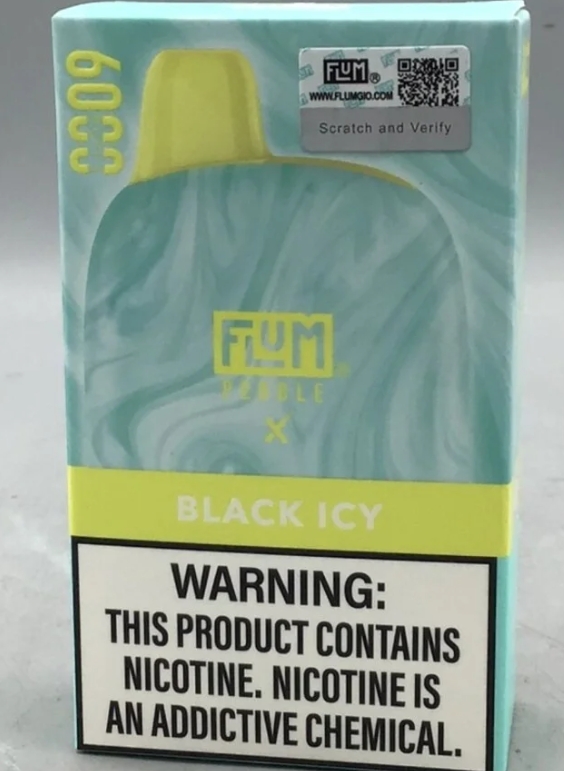 6000
FLUM®
WWW.FLUMGIO.COM
Scratch and Verify
FLUM®
PEBBLE
X
BLACK ICY
WARNING:
THIS PRODUCT CONTAINS
NICOTINE. NICOTINE IS
AN ADDICTIVE CHEMICAL.